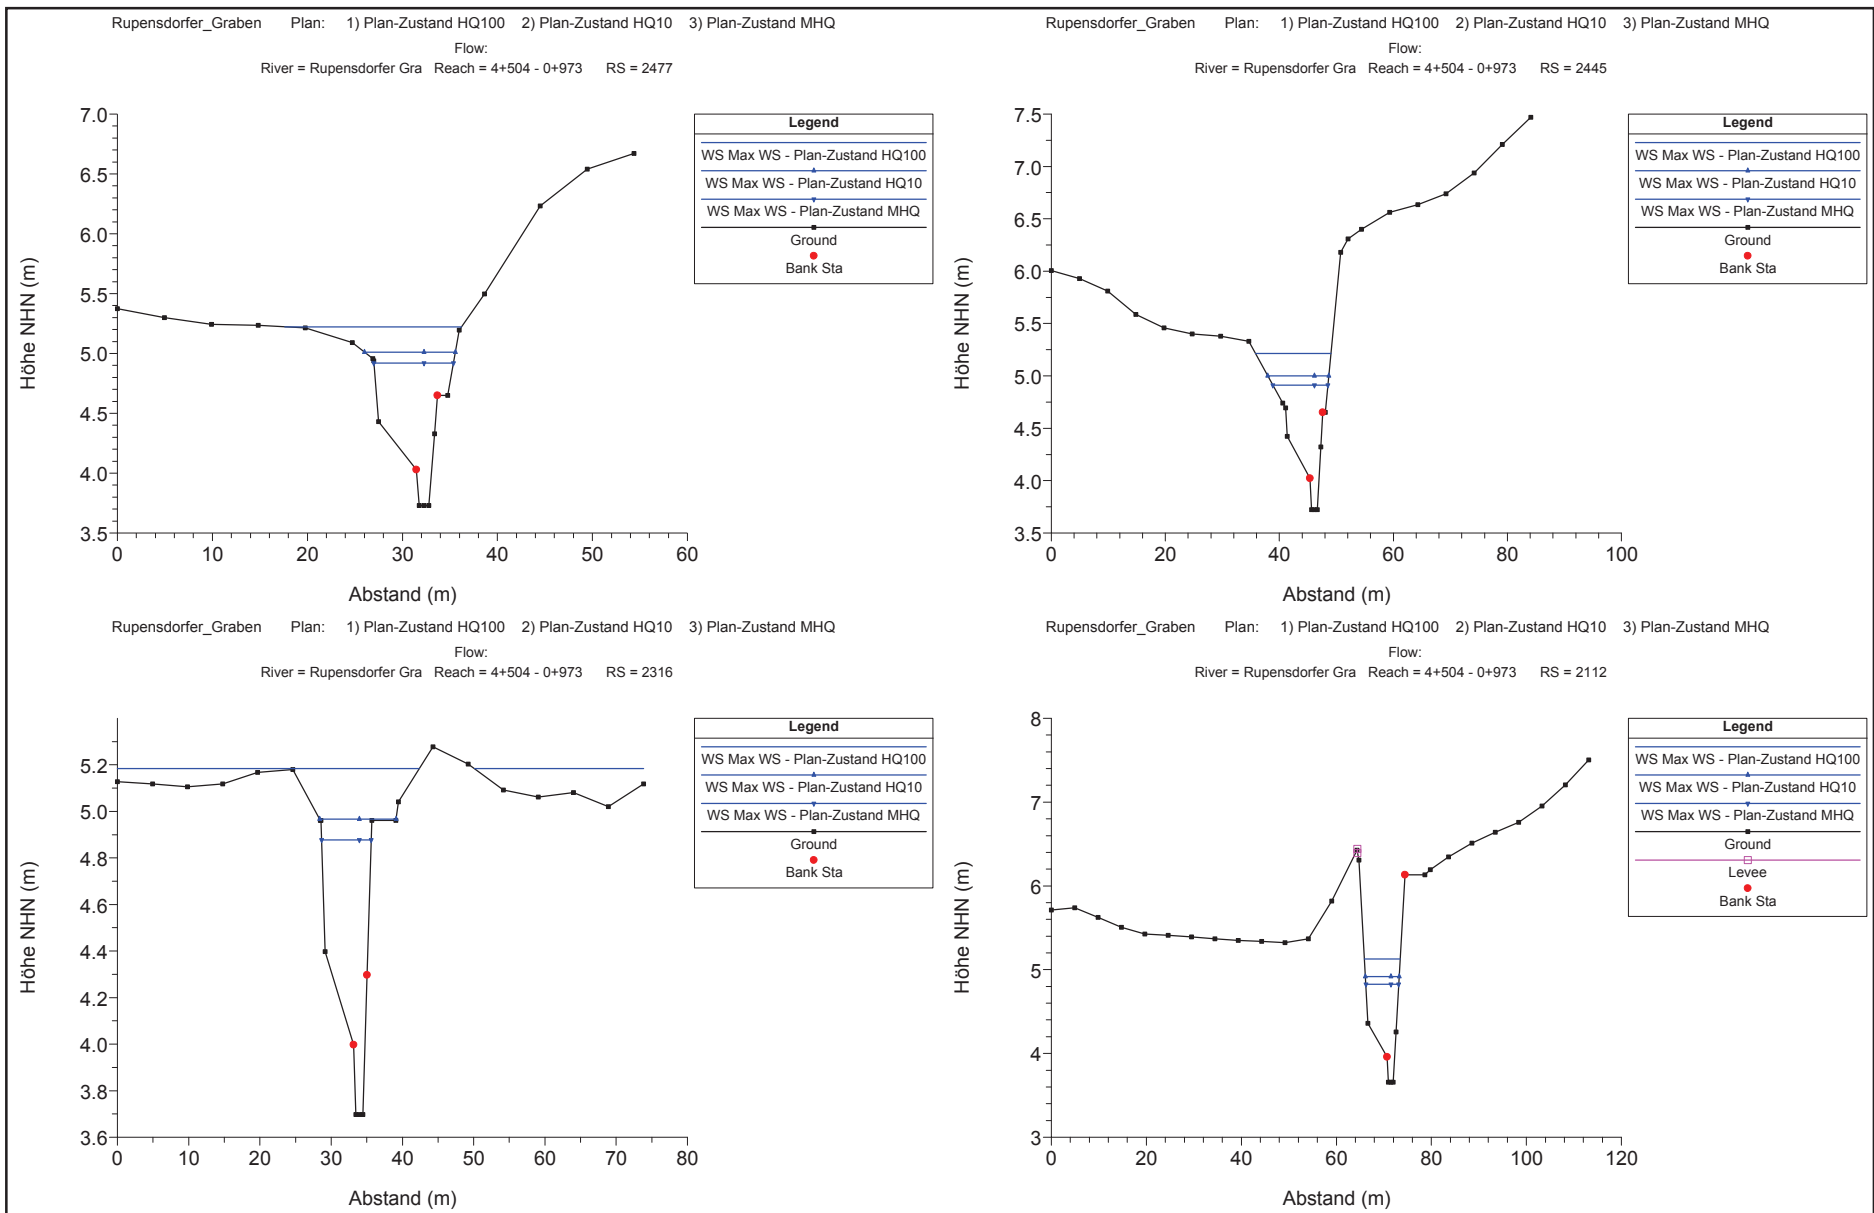 Rupensdorfer_Graben Plan: 1) Plan-Zustand HQ100 2) Plan-Zustand HQ10 3) Plan-Zustand MHQ
Flow:
River = Rupensdorfer Gra Reach = 4+504 - 0+973 RS = 2477
Höhe NHN (m)
7.0
6.5
6.0
5.5
5.0
4.5
4.0
3.5
0 10 20 30 40 50 60
Abstand (m)
Legend
WS Max WS - Plan-Zustand HQ100
WS Max WS - Plan-Zustand HQ10
WS Max WS - Plan-Zustand MHQ
Ground
Bank Sta
Rupensdorfer_Graben Plan: 1) Plan-Zustand HQ100 2) Plan-Zustand HQ10 3) Plan-Zustand MHQ
Flow:
River = Rupensdorfer Gra Reach = 4+504 - 0+973 RS = 2445
Höhe NHN (m)
7.5
7.0
6.5
6.0
5.5
5.0
4.5
4.0
3.5
0 20 40 60 80 100
Abstand (m)
Legend
WS Max WS - Plan-Zustand HQ100
WS Max WS - Plan-Zustand HQ10
WS Max WS - Plan-Zustand MHQ
Ground
Bank Sta
Rupensdorfer_Graben Plan: 1) Plan-Zustand HQ100 2) Plan-Zustand HQ10 3) Plan-Zustand MHQ
Flow:
River = Rupensdorfer Gra Reach = 4+504 - 0+973 RS = 2316
Höhe NHN (m)
5.2
5.0
4.8
4.6
4.4
4.2
4.0
3.8
3.6
0 10 20 30 40 50 60 70 80
Abstand (m)
Legend
WS Max WS - Plan-Zustand HQ100
WS Max WS - Plan-Zustand HQ10
WS Max WS - Plan-Zustand MHQ
Ground
Bank Sta
Rupensdorfer_Graben Plan: 1) Plan-Zustand HQ100 2) Plan-Zustand HQ10 3) Plan-Zustand MHQ
Flow:
River = Rupensdorfer Gra Reach = 4+504 - 0+973 RS = 2112
Höhe NHN (m)
8
7
6
5
4
3
0 20 40 60 80 100 120
Abstand (m)
Legend
WS Max WS - Plan-Zustand HQ100
WS Max WS - Plan-Zustand HQ10
WS Max WS - Plan-Zustand MHQ
Ground
Levee
Bank Sta